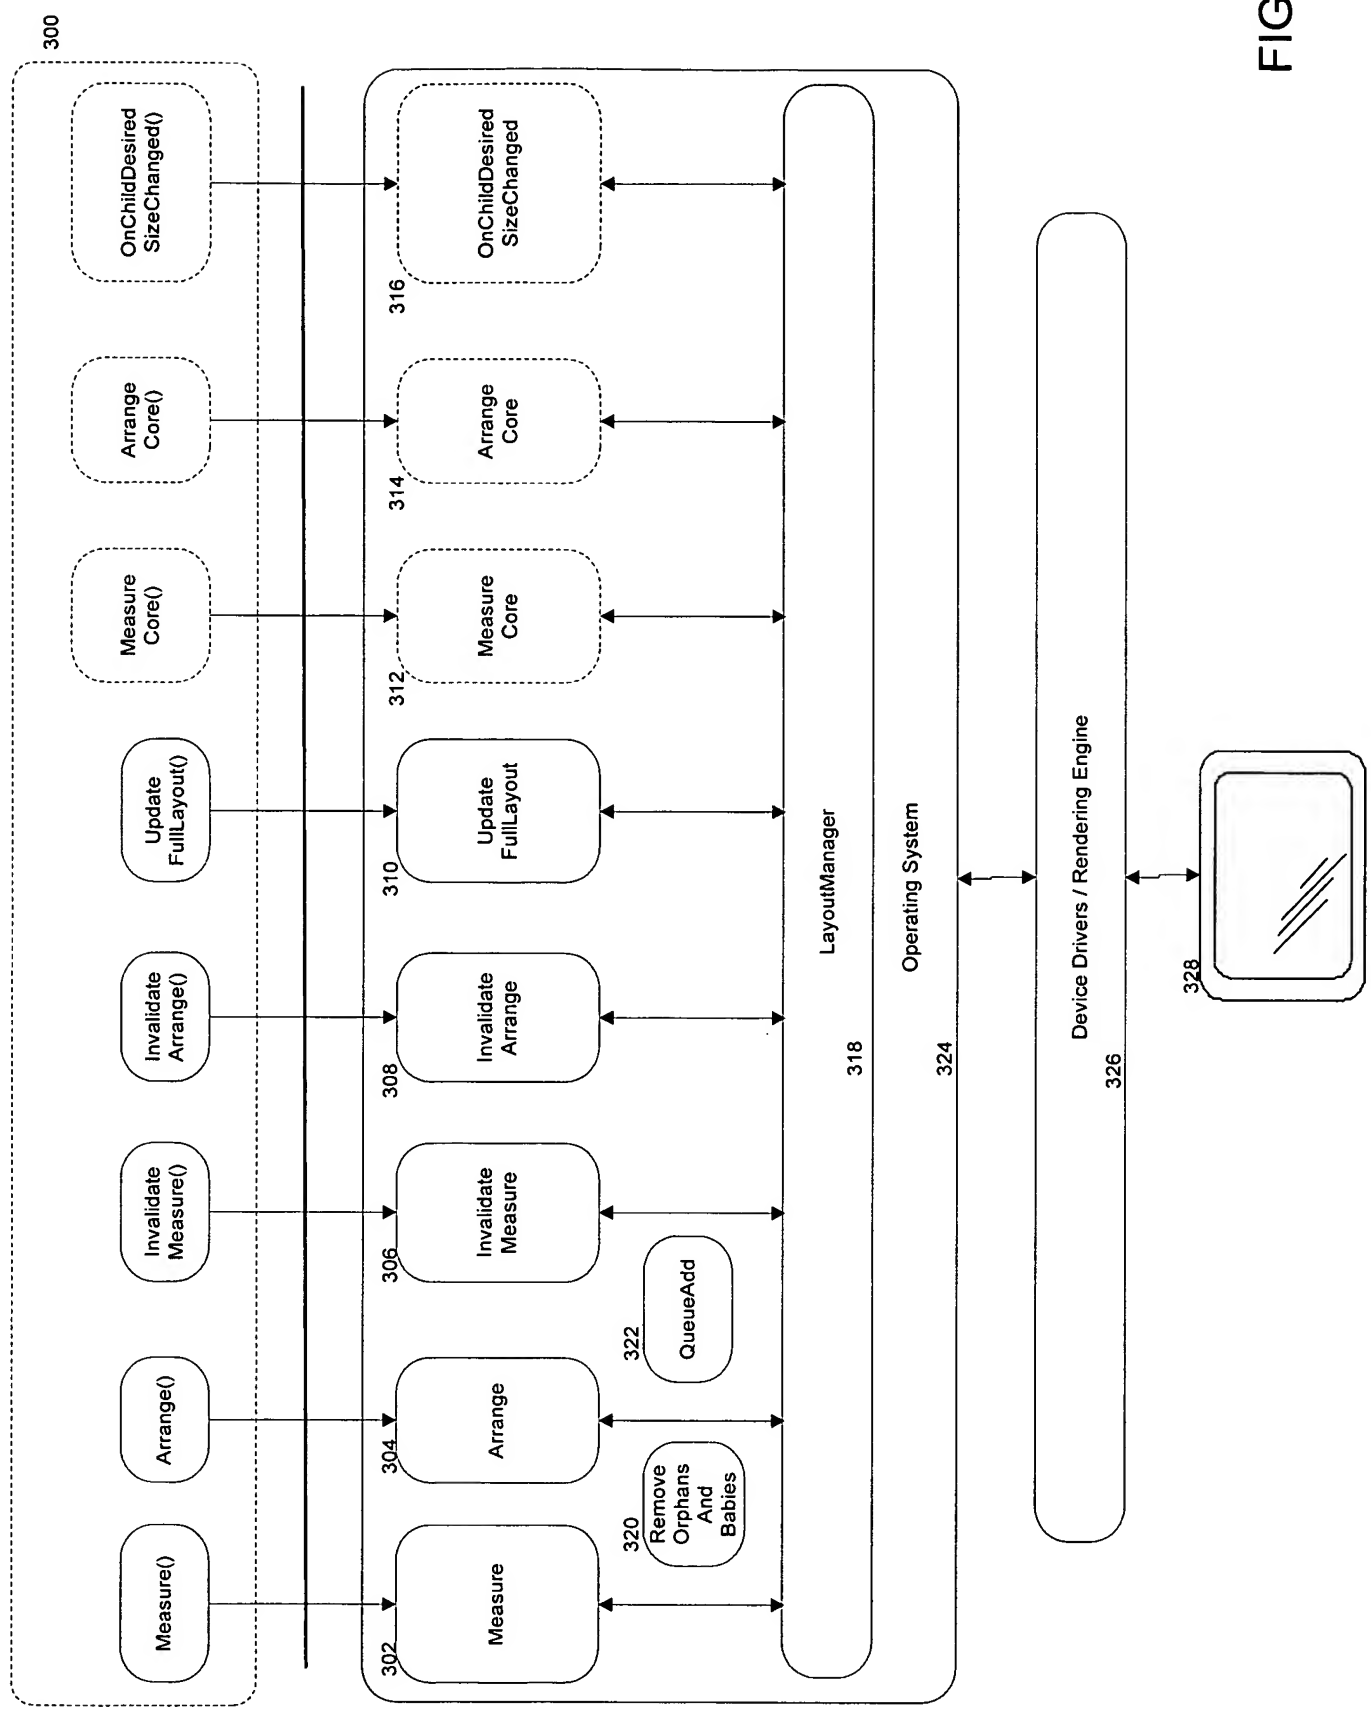 300
Measure()
Arrange()
Invalidate
Measure()
Invalidate
Arrange()
Update
FullLayout()
Measure
Core()
Arrange
Core()
OnChildDesired
SizeChanged()
302
Measure
304
Arrange
306
Invalidate
Measure
308
Invalidate
Arrange
310
Update
FullLayout
312
Measure
Core
314
Arrange
Core
316
OnChildDesired
SizeChanged
320
Remove
Orphans
And
Babies
322
QueueAdd
LayoutManager
318
Operating System
324
Device Drivers / Rendering Engine
326
328
FIG